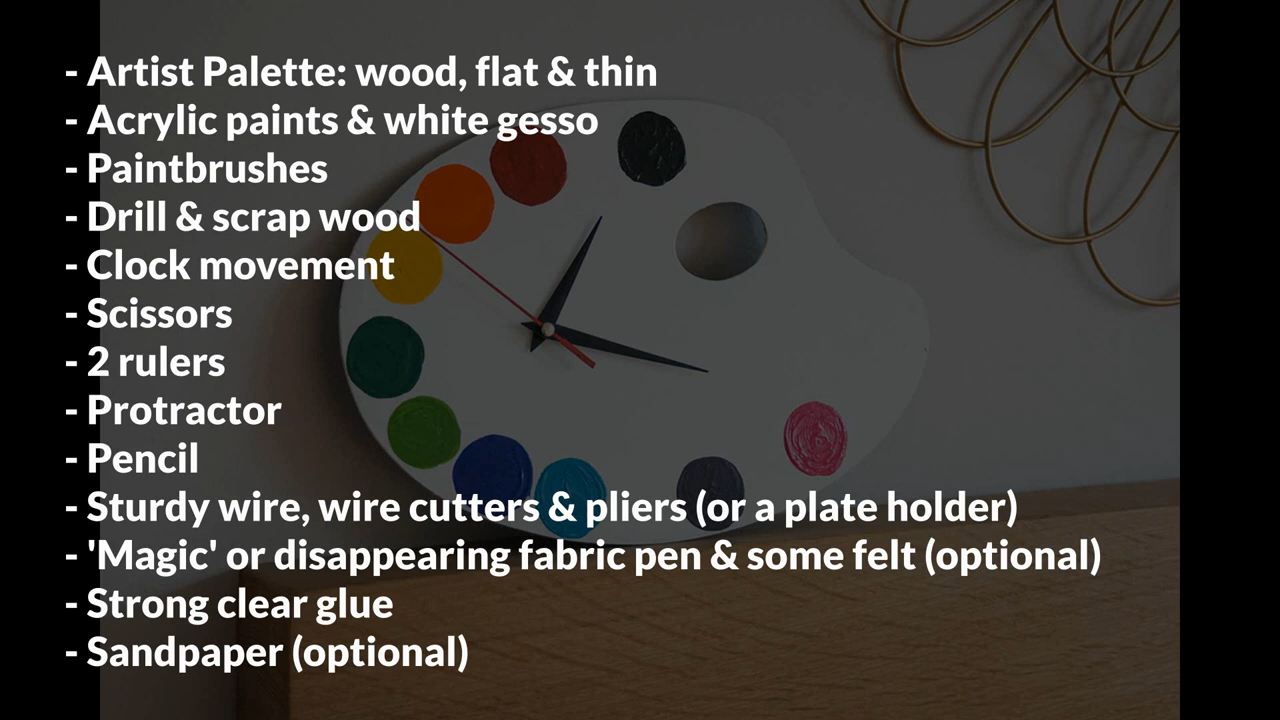 - Artist Palette: wood, flat & thin
- Acrylic paints & white gesso
- Paintbrushes
- Drill & scrap wood
- Clock movement
- Scissors
- 2 rulers
- Protractor
- Pencil
- Sturdy wire, wire cutters & pliers (or a plate holder)
- 'Magic' or disappearing fabric pen & some felt (optional)
- Strong clear glue
- Sandpaper (optional)